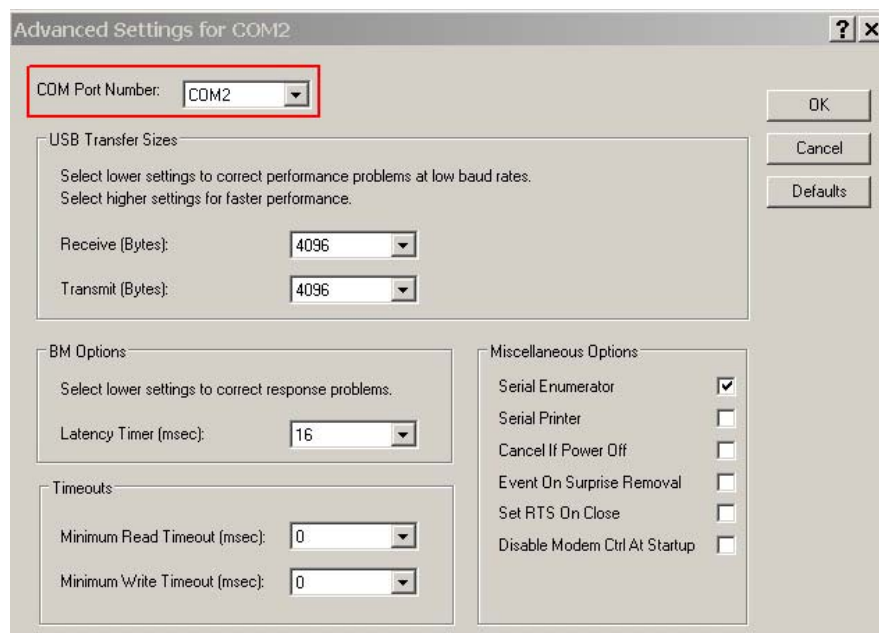 Advanced Settings for COM2
COM Port Number:
COM2
OK
Cancel
Defaults
USB Transfer Sizes
Select lower settings to correct performance problems at low baud rates.
Select higher settings for faster performance.
Receive (Bytes):
4096
Transmit (Bytes):
4096
BM Options
Select lower settings to correct response problems.
Latency Timer (msec):
16
Timeouts
Minimum Read Timeout (msec):
0
Minimum Write Timeout (msec):
0
Miscellaneous Options
Serial Enumerator
Serial Printer
Cancel If Power Off
Event On Surprise Removal
Set RTS On Close
Disable Modem Ctrl At Startup